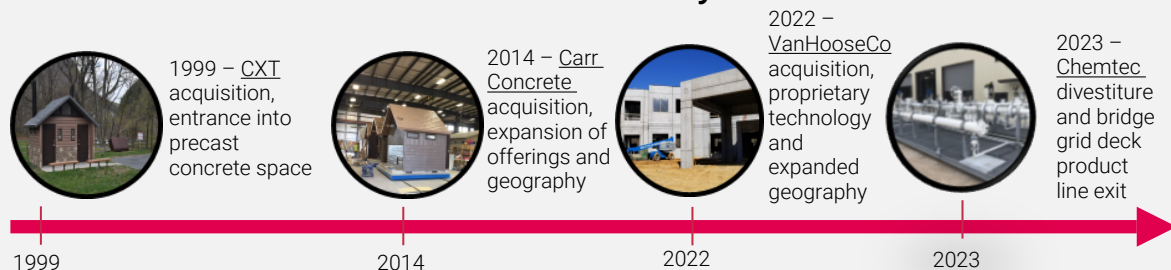 1999 – CXT
acquisition,
entrance into
precast
concrete space
2014 – Carr
Concrete
acquisition,
expansion of
offerings and
geography
2022 –
VanHooseCo
acquisition,
proprietary
technology
and
expanded
geography
2023 –
Chemtec
divestiture
and bridge
grid deck
product
line exit
1999
2014
2022
2023